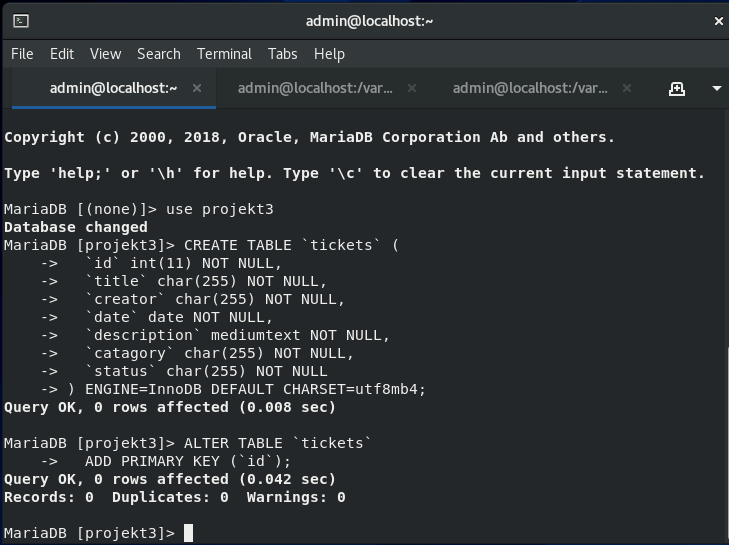 admin@localhost:~
File Edit View Search Terminal Tabs Help
admin@localhost:~ × admin@localhost:/var... × admin@localhost:/var... ×
Copyright (c) 2000, 2018, Oracle, MariaDB Corporation Ab and others.
Type 'help;' or '\h' for help. Type '\c' to clear the current input statement.
MariaDB [(none)]> use projekt3
Database changed
MariaDB [projekt3]> CREATE TABLE `tickets` (
    ->   `id` int(11) NOT NULL,
    ->   `title` char(255) NOT NULL,
    ->   `creator` char(255) NOT NULL,
    ->   `date` date NOT NULL,
    ->   `description` mediumtext NOT NULL,
    ->   `catagory` char(255) NOT NULL,
    ->   `status` char(255) NOT NULL
    -> ) ENGINE=InnoDB DEFAULT CHARSET=utf8mb4;
Query OK, 0 rows affected (0.008 sec)
MariaDB [projekt3]> ALTER TABLE `tickets`
    ->   ADD PRIMARY KEY (`id`);
Query OK, 0 rows affected (0.042 sec)
Records: 0  Duplicates: 0  Warnings: 0
MariaDB [projekt3]>